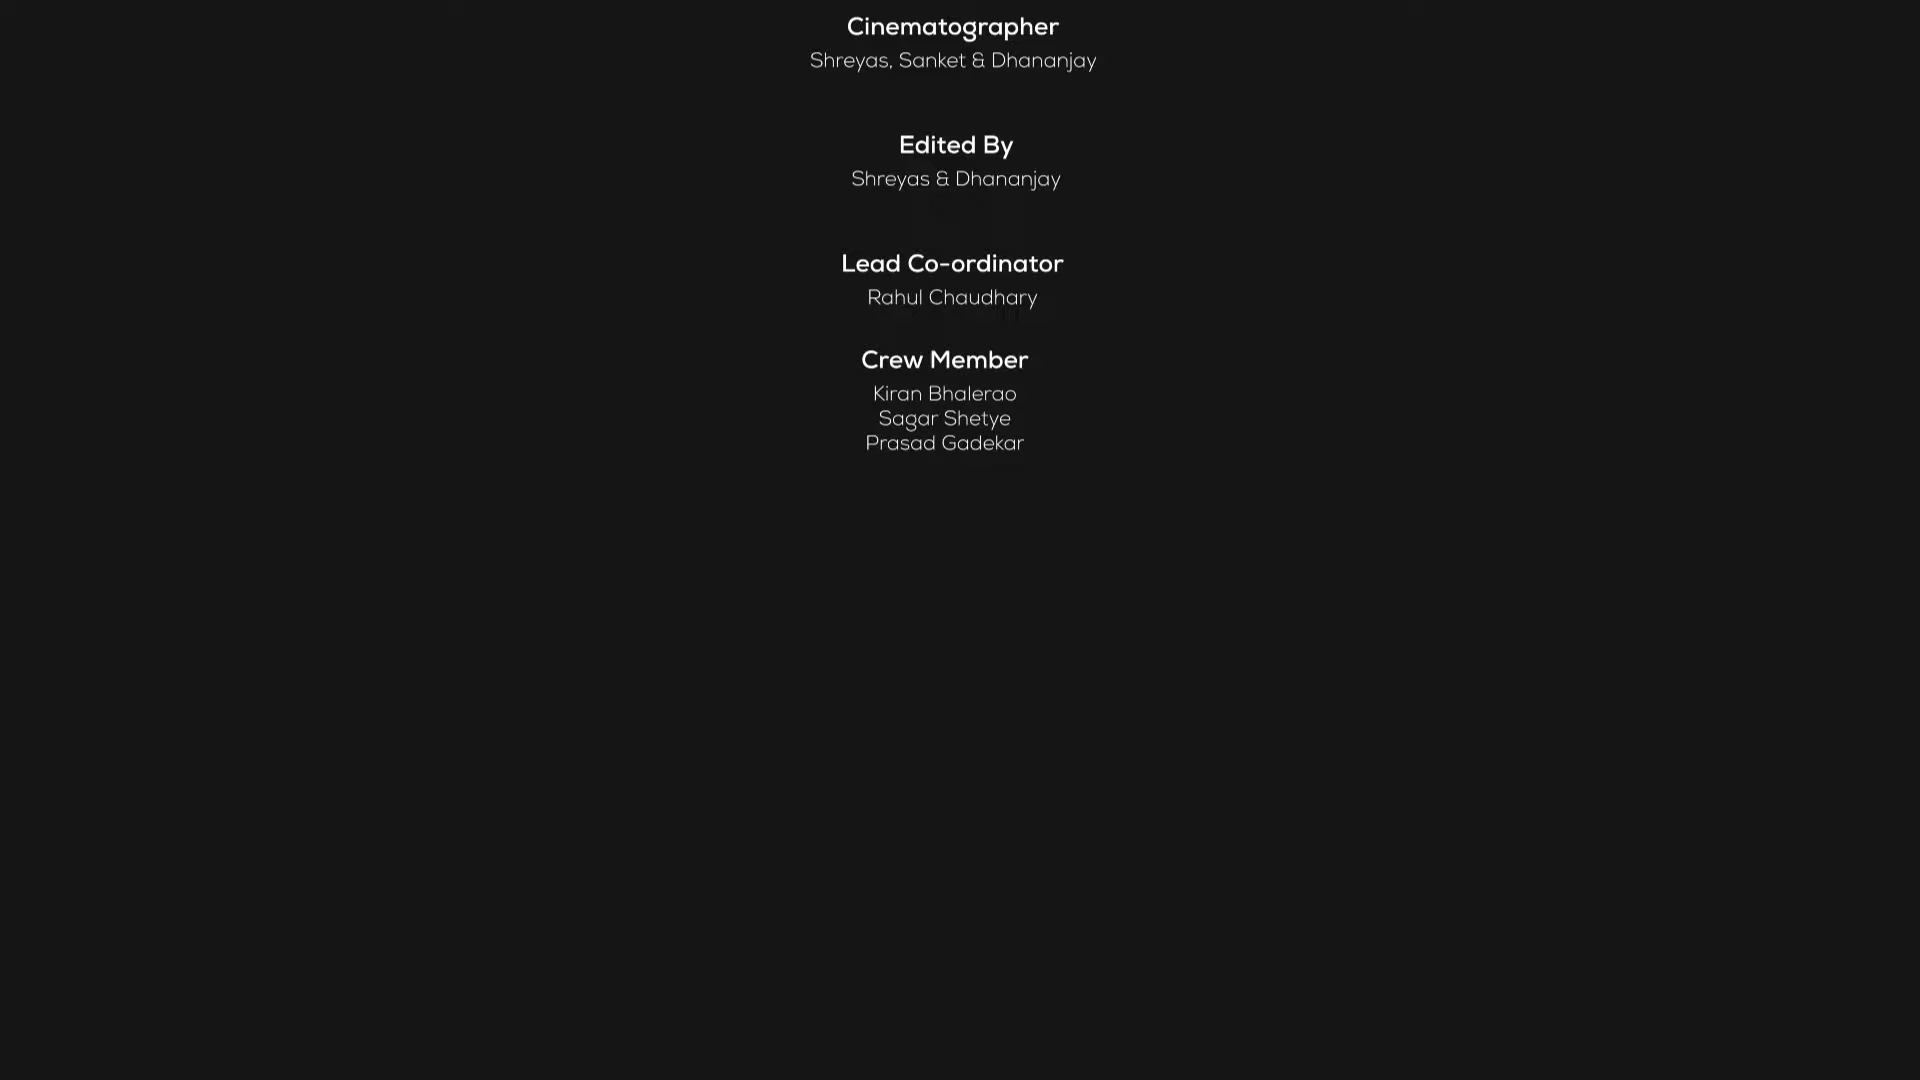 Cinematographer
Shreyas, Sanket & Dhananjay
Edited By
Shreyas & Dhananjay
Lead Co-ordinator
Rahul Chaudhary
Crew Member
Kiran Bhalerao
Sagar Shetye
Prasad Gadekar